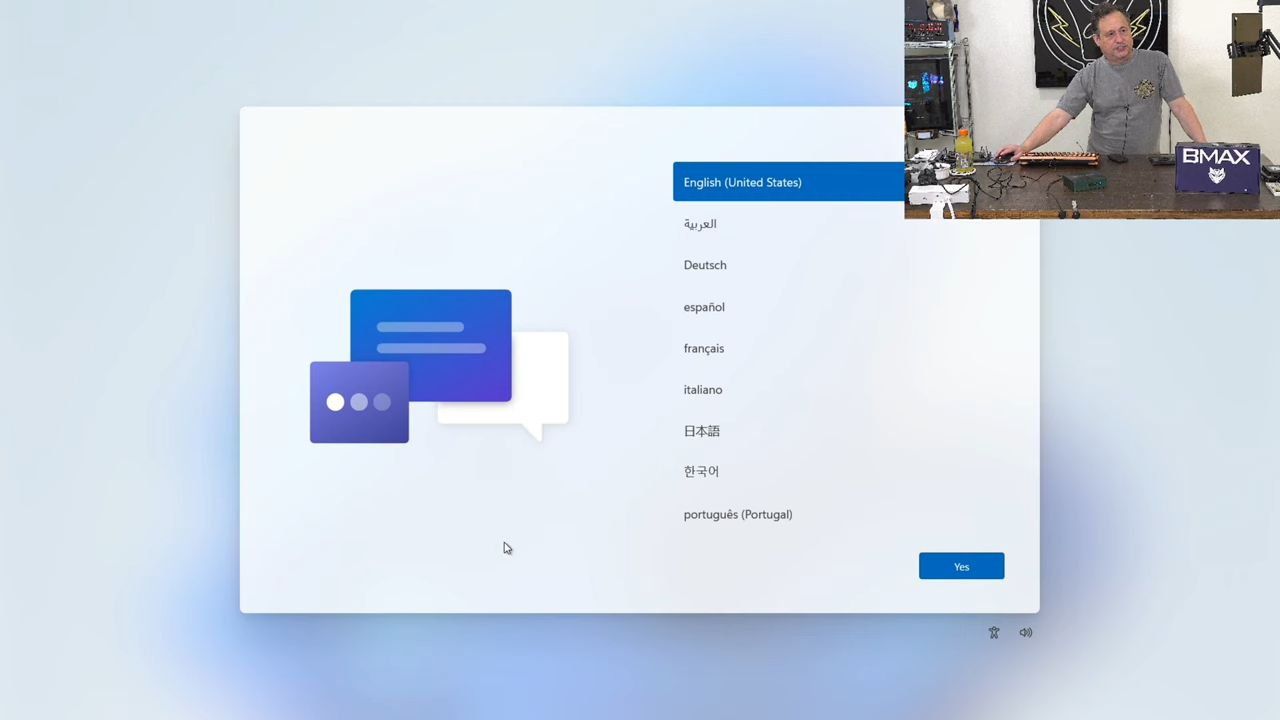 English (United States)
العربية
Deutsch
español
français
italiano
日本語
한국어
português (Portugal)
Yes
BMAX